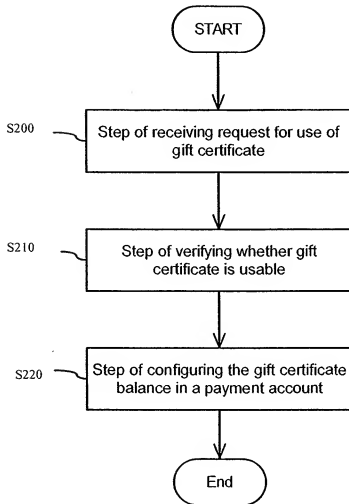 START
S200
Step of receiving request for use of
gift certificate
S210
Step of verifying whether gift
certificate is usable
S220
Step of configuring the gift certificate
balance in a payment account
End